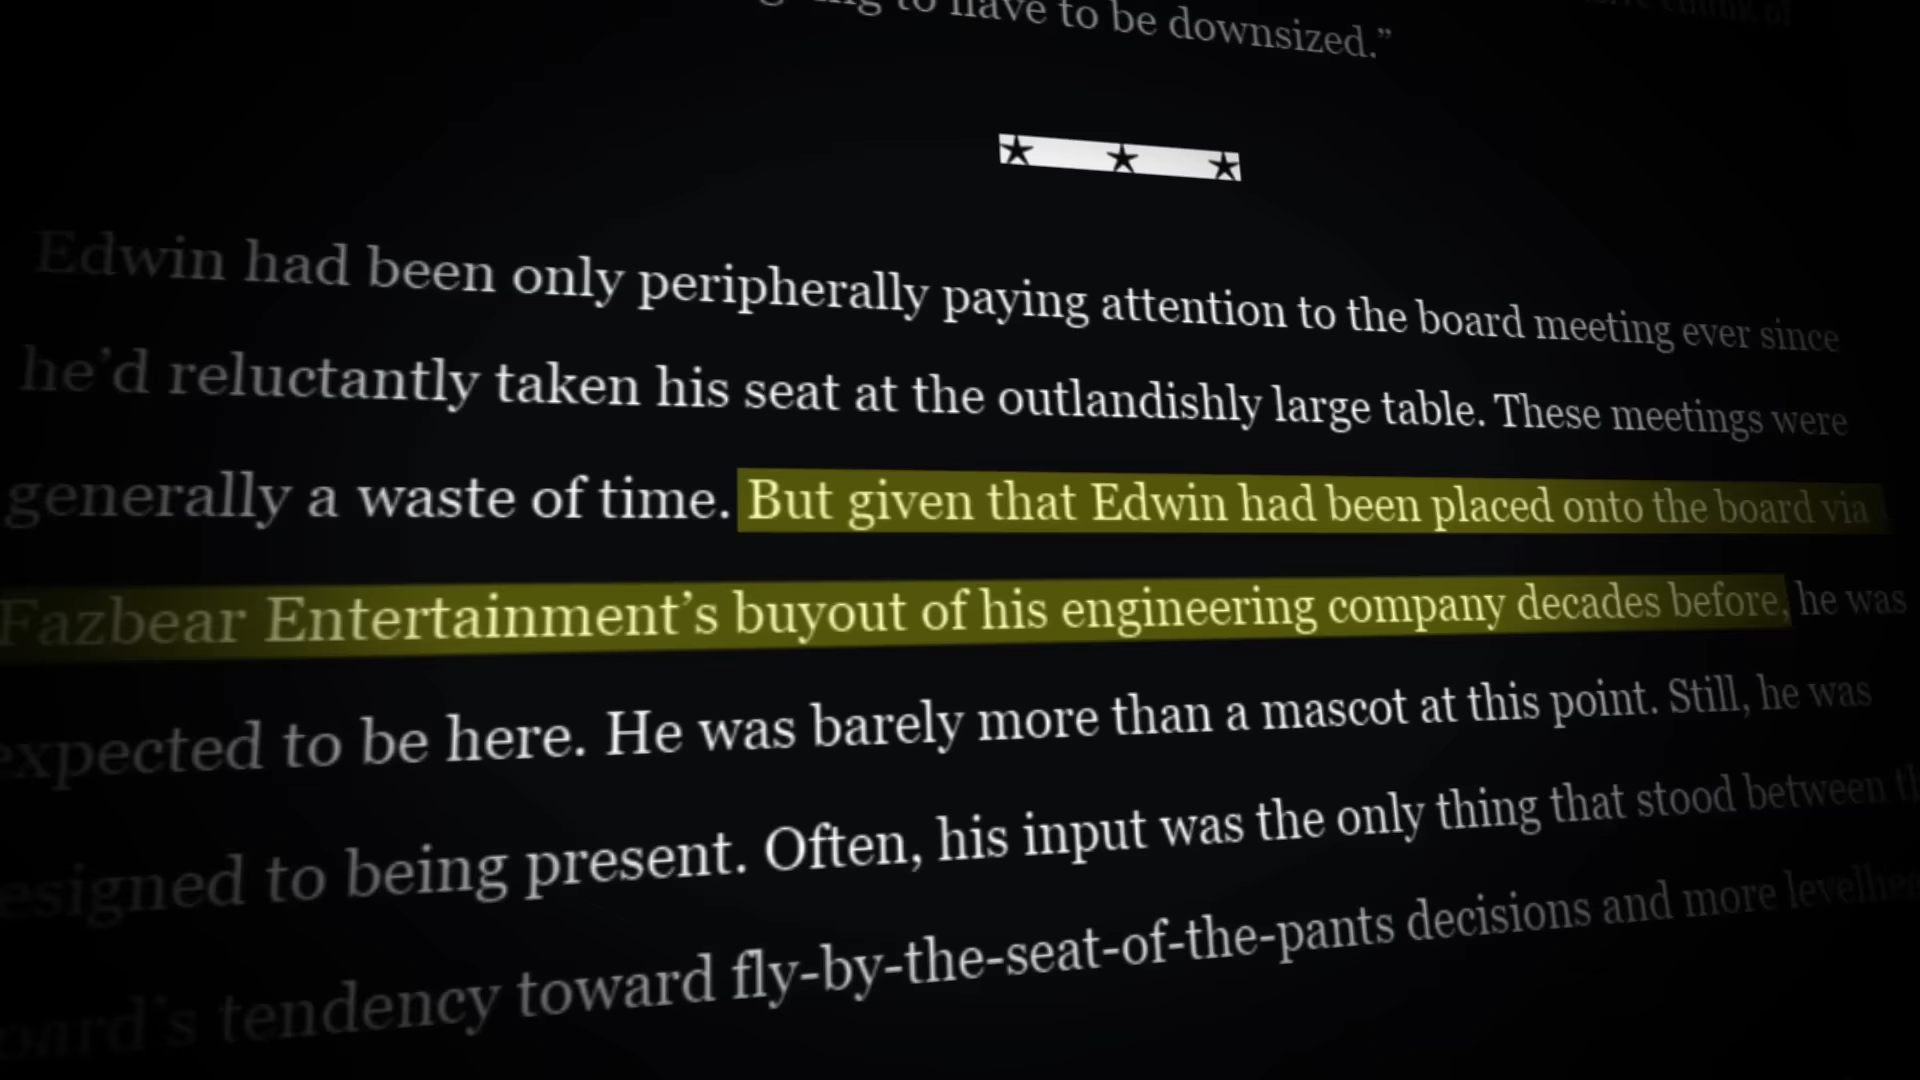 to have to be downsized.”
★ ★ ★
Edwin had been only peripherally paying attention to the board meeting ever since
he’d reluctantly taken his seat at the outlandishly large table. These meetings were
generally a waste of time. But given that Edwin had been placed onto the board via
Fazbear Entertainment’s buyout of his engineering company decades before, he was
expected to be here. He was barely more than a mascot at this point. Still, he was
to being present. Often, his input was the only thing that stood between
tendency toward fly-by-the-seat-of-the-pants decisions and more